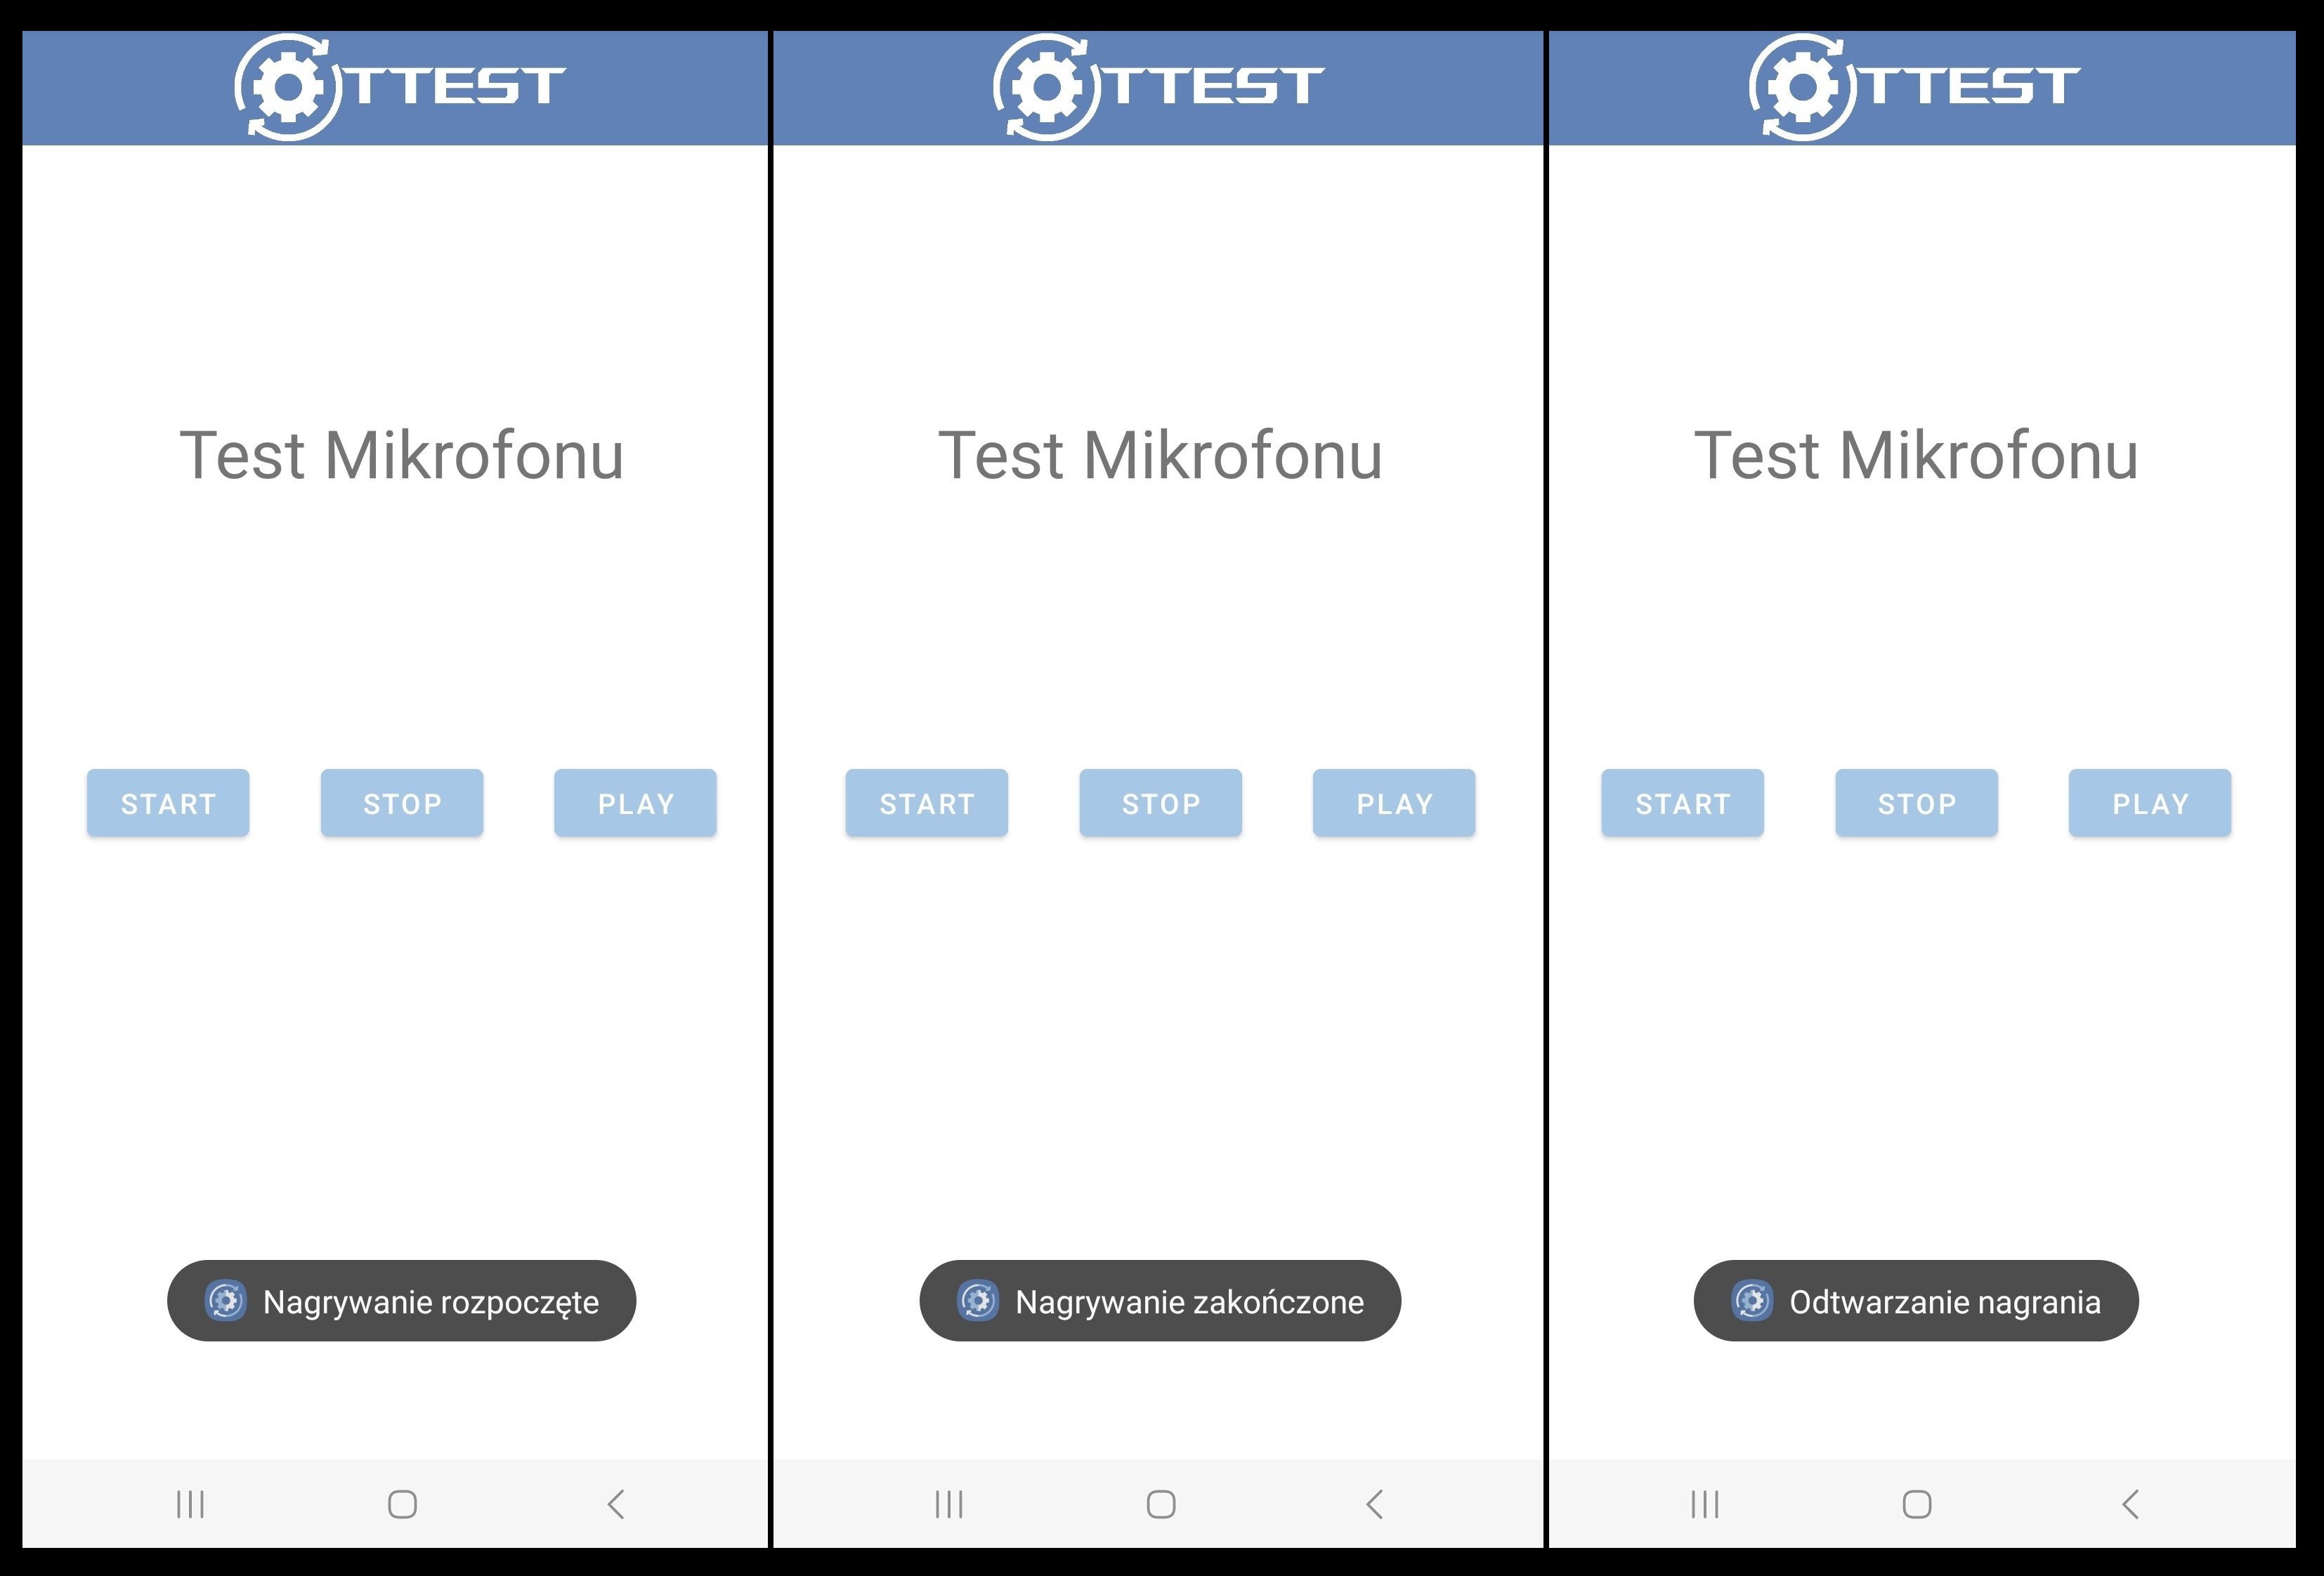 TTEST
Test Mikrofonu
START STOP PLAY
Nagrywanie rozpoczęte
TTEST
Test Mikrofonu
START STOP PLAY
Nagrywanie zakończone
TTEST
Test Mikrofonu
START STOP PLAY
Odtwarzanie nagrania